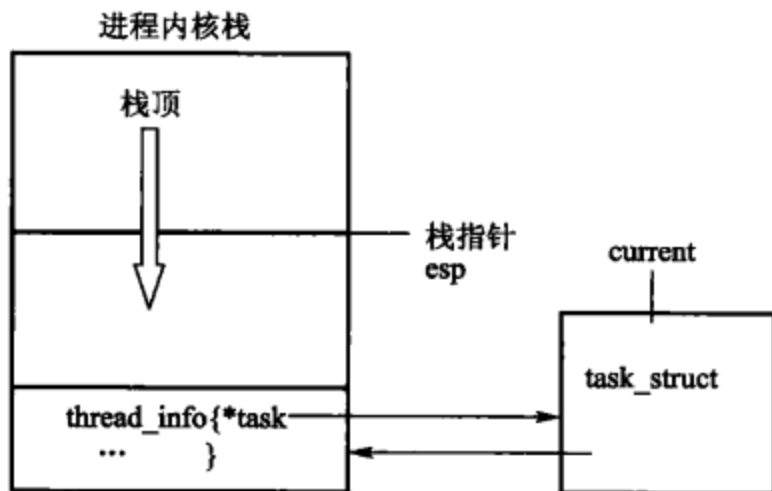 进程内核栈
栈顶
栈指针
esp
current
task_struct
thread_info{*task
... }